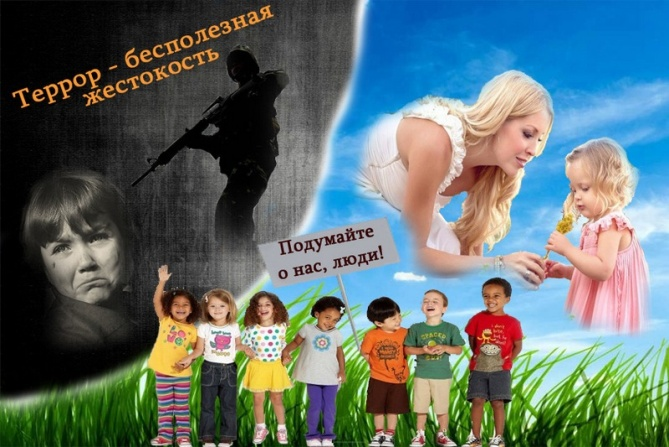 Террор - бесполезная
жестокость
Подумайте
о нас, люди!